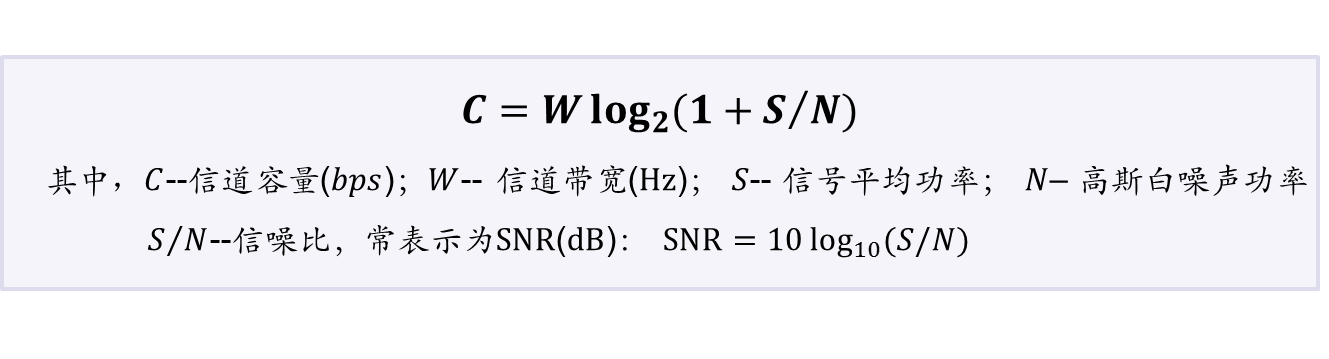 C = W log₂(1 + S/N)
其中，C--信道容量(bps)；W-- 信道带宽(Hz)； S-- 信号平均功率； N– 高斯白噪声功率
S/N--信噪比，常表示为SNR(dB)： SNR = 10 log₁₀(S/N)